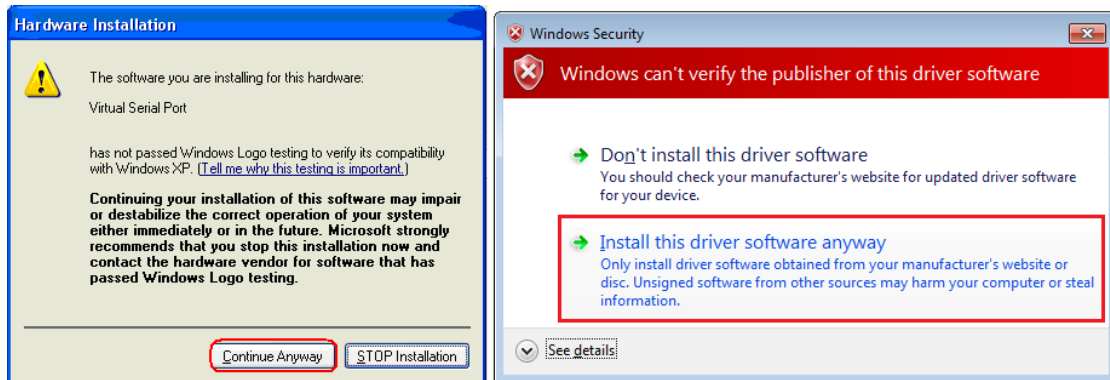 Hardware Installation
The software you are installing for this hardware:
Virtual Serial Port
has not passed Windows Logo testing to verify its compatibility
with Windows XP. (Tell me why this testing is important.)
Continuing your installation of this software may impair
or destabilize the correct operation of your system
either immediately or in the future. Microsoft strongly
recommends that you stop this installation now and
contact the hardware vendor for software that has
passed Windows Logo testing.
Continue Anyway
STOP Installation
Windows Security
Windows can't verify the publisher of this driver software
Don't install this driver software
You should check your manufacturer's website for updated driver software
for your device.
Install this driver software anyway
Only install driver software obtained from your manufacturer's website or
disc. Unsigned software from other sources may harm your computer or steal
information.
See details